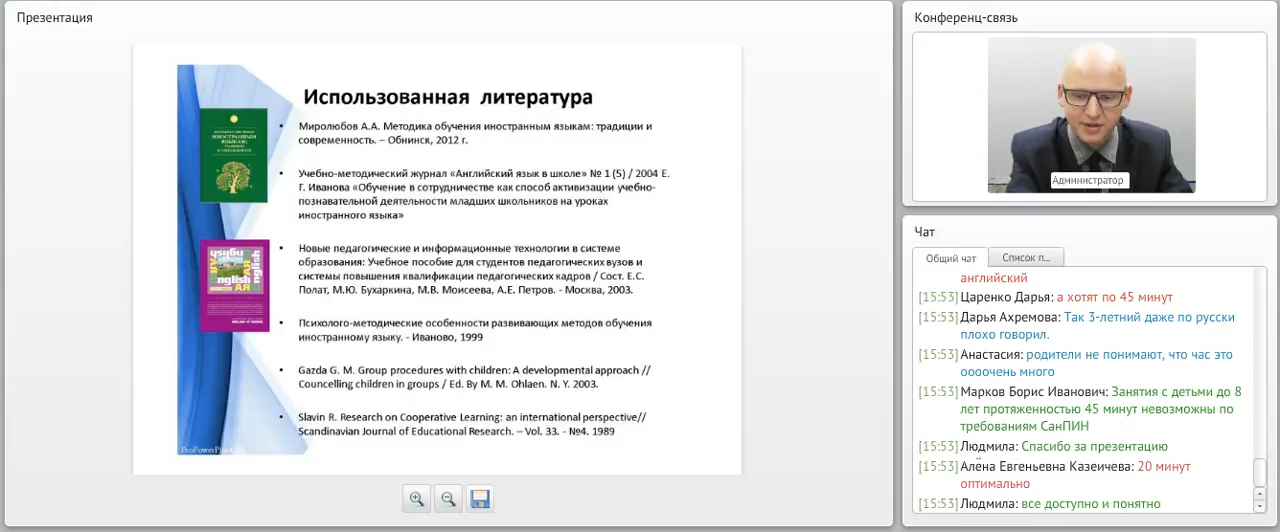 Презентация
Использованная литература
• Миролюбов А.А. Методика обучения иностранным языкам: традиции и
современность. – Обнинск, 2012 г.
• Учебно-методический журнал «Английский язык в школе» № 1 (5) / 2004 Е.
Г. Иванова «Обучение в сотрудничестве как способ активизации учебно-
познавательной деятельности младших школьников на уроках
иностранного языка»
• Новые педагогические и информационные технологии в системе
образования: Учебное пособие для студентов педагогических вузов и
системы повышения квалификации педагогических кадров / Сост. Е.С.
Полат, М.Ю. Бухаркина, М.В. Моисеева, А.Е. Петров. - Москва, 2003.
• Психолого-методические особенности развивающих методов обучения
иностранному языку. - Иваново, 1999
• Gazda G. M. Group procedures with children: A developmental approach //
Councelling children in groups / Ed. By M. M. Ohlaen. N. Y. 2003.
• Slavin R. Research on Cooperative Learning: an international perspective//
Scandinavian Journal of Educational Research. – Vol. 33. - №4. 1989
ИНОСТРАННЫМ
ЯЗЫКАМ:
nglish
Конференц-связь
Администратор
Чат
Общий чат
Список п...
английский
[15:53] Царенко Дарья: а хотят по 45 минут
[15:53] Дарья Ахремова: Так 3-летний даже по русски
плохо говорил.
[15:53] Анастасия: родители не понимают, что час это
оооочень много
[15:53] Марков Борис Иванович: Занятия с детьми до 8
лет протяженностью 45 минут невозможны по
требованиям СанПИН
[15:53] Людмила: Спасибо за презентацию
[15:53] Алёна Евгеньевна Казеичева: 20 минут
оптимально
[15:53] Людмила: все доступно и понятно